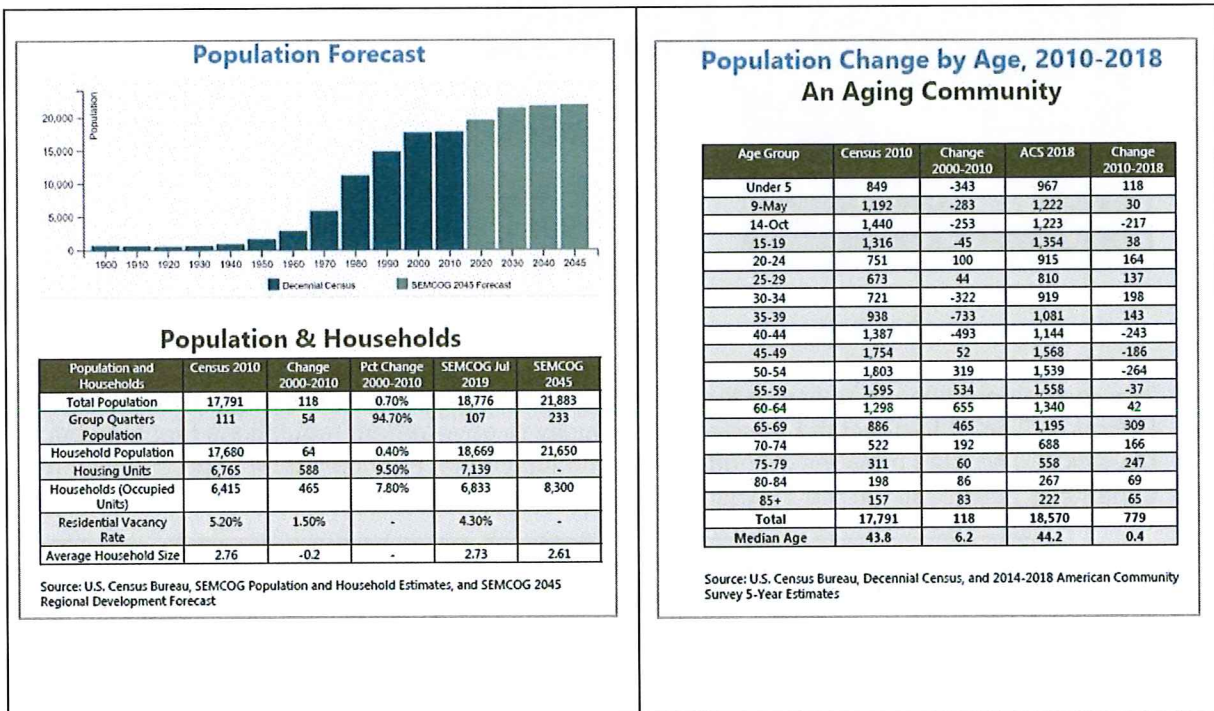 Population Forecast
Population
20,000
15,000
10,000
5,000
0
1900 1910 1920 1930 1940 1950 1960 1970 1980 1990 2000 2010 2020 2030 2040 2045
Decennial Census SEMCOG 2045 Forecast
Population & Households
Population and Households Census 2010 Change 2000-2010 Pct Change 2000-2010 SEMCOG Jul 2019 SEMCOG 2045
Total Population 17,791 118 0.70% 18,776 21,883
Group Quarters Population 111 54 94.70% 107 233
Household Population 17,680 64 0.40% 18,669 21,650
Housing Units 6,765 588 9.50% 7,139 -
Households (Occupied Units) 6,415 465 7.80% 6,833 8,300
Residential Vacancy Rate 5.20% 1.50% - 4.30% -
Average Household Size 2.76 -0.2 - 2.73 2.61
Source: U.S. Census Bureau, SEMCOG Population and Household Estimates, and SEMCOG 2045
Regional Development Forecast
Population Change by Age, 2010-2018
An Aging Community
Age Group Census 2010 Change 2000-2010 ACS 2018 Change 2010-2018
Under 5 849 -343 967 118
9-May 1,192 -283 1,222 30
14-Oct 1,440 -253 1,223 -217
15-19 1,316 -45 1,354 38
20-24 751 100 915 164
25-29 673 44 810 137
30-34 721 -322 919 198
35-39 938 -733 1,081 143
40-44 1,387 -493 1,144 -243
45-49 1,754 52 1,568 -186
50-54 1,803 319 1,539 -264
55-59 1,595 534 1,558 -37
60-64 1,298 655 1,340 42
65-69 886 465 1,195 309
70-74 522 192 688 166
75-79 311 60 558 247
80-84 198 86 267 69
85+ 157 83 222 65
Total 17,791 118 18,570 779
Median Age 43.8 6.2 44.2 0.4
Source: U.S. Census Bureau, Decennial Census, and 2014-2018 American Community
Survey 5-Year Estimates